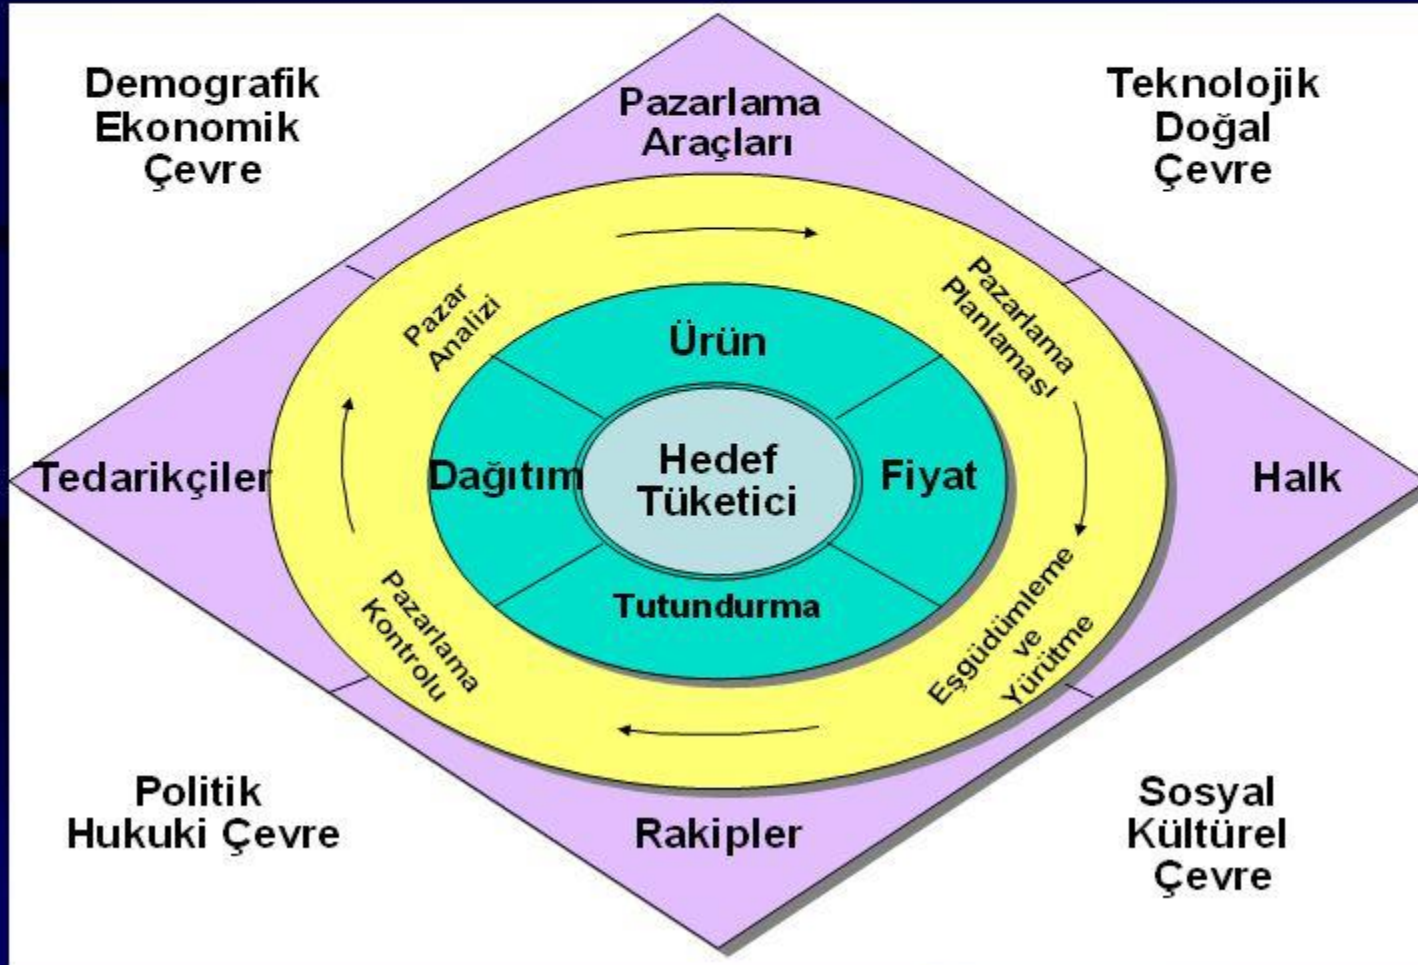 Demografik
Ekonomik
Çevre
Pazarlama
Araçları
Teknolojik
Doğal
Çevre
Pazar
Analizi
Pazarlama
Planlaması
Ürün
Tedarikçiler
Dağıtım
Hedef
Tüketici
Fiyat
Halk
Tutundurma
Pazarlama
Kontrolu
Eşgüdümleme
ve
Yürütme
Politik
Hukuki Çevre
Rakipler
Sosyal
Kültürel
Çevre